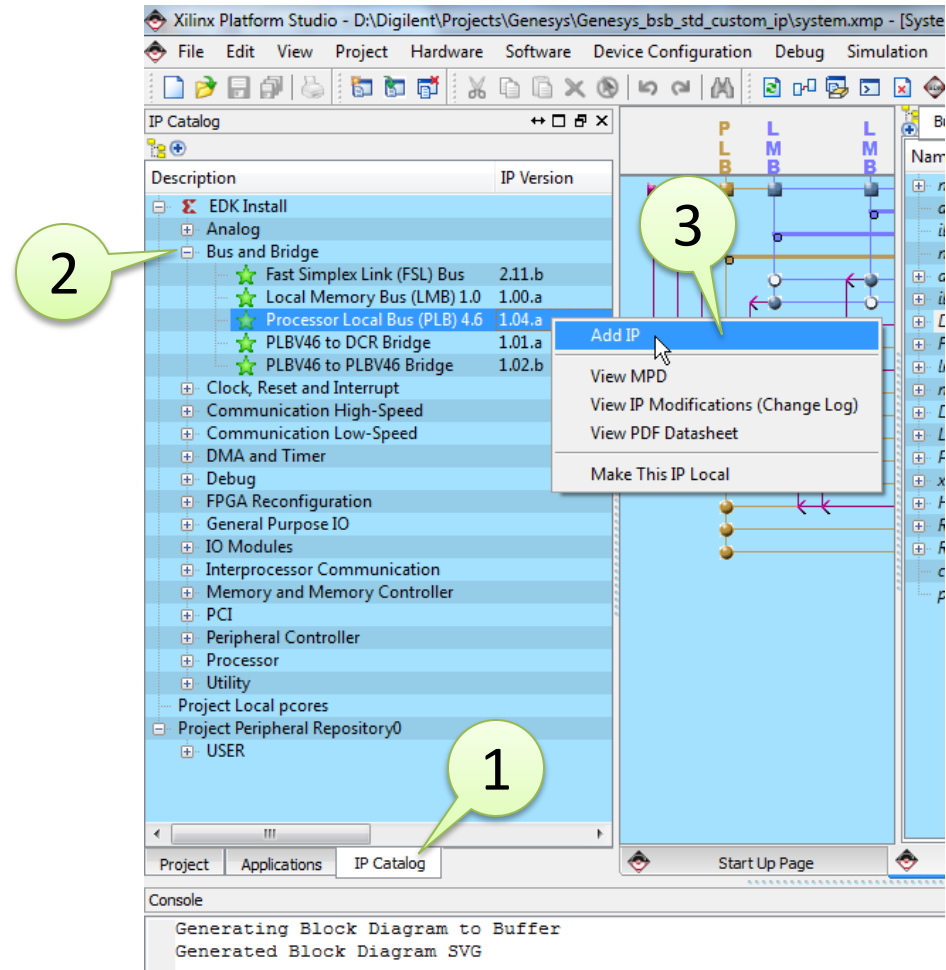 Xilinx Platform Studio - D:\Digilent\Projects\Genesys\Genesys_bsb_std_custom_ip\system.xmp - [Syste
File Edit View Project Hardware Software Device Configuration Debug Simulation
IP Catalog
P L B
L M B
L M B
Description IP Version
EDK Install
Analog
Bus and Bridge
Fast Simplex Link (FSL) Bus 2.11.b
Local Memory Bus (LMB) 1.0 1.00.a
Processor Local Bus (PLB) 4.6 1.04.a
PLBV46 to DCR Bridge 1.01.a
PLBV46 to PLBV46 Bridge 1.02.b
Clock, Reset and Interrupt
Communication High-Speed
Communication Low-Speed
DMA and Timer
Debug
FPGA Reconfiguration
General Purpose IO
IO Modules
Interprocessor Communication
Memory and Memory Controller
PCI
Peripheral Controller
Processor
Utility
Project Local pcores
Project Peripheral Repository0
USER
2
3
1
Add IP
View MPD
View IP Modifications (Change Log)
View PDF Datasheet
Make This IP Local
Project Applications IP Catalog
Start Up Page
Console
Generating Block Diagram to Buffer
Generated Block Diagram SVG